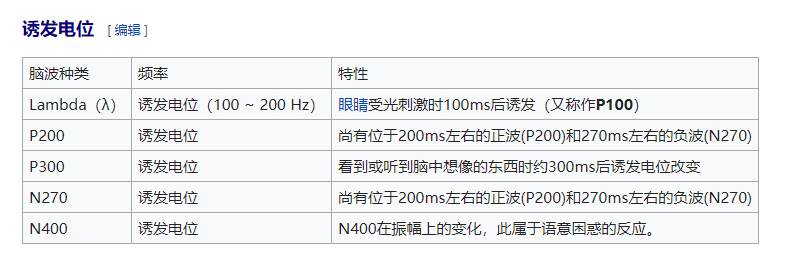 诱发电位 [ 编辑 ]
脑波种类 频率 特性
Lambda（λ） 诱发电位（100 ~ 200 Hz） 眼睛受光刺激时100ms后诱发（又称作P100）
P200 诱发电位 尚有位于200ms左右的正波(P200)和270ms左右的负波(N270)
P300 诱发电位 看到或听到脑中想像的东西时约300ms后诱发电位改变
N270 诱发电位 尚有位于200ms左右的正波(P200)和270ms左右的负波(N270)
N400 诱发电位 N400在振幅上的变化，此属于语意困惑的反应。